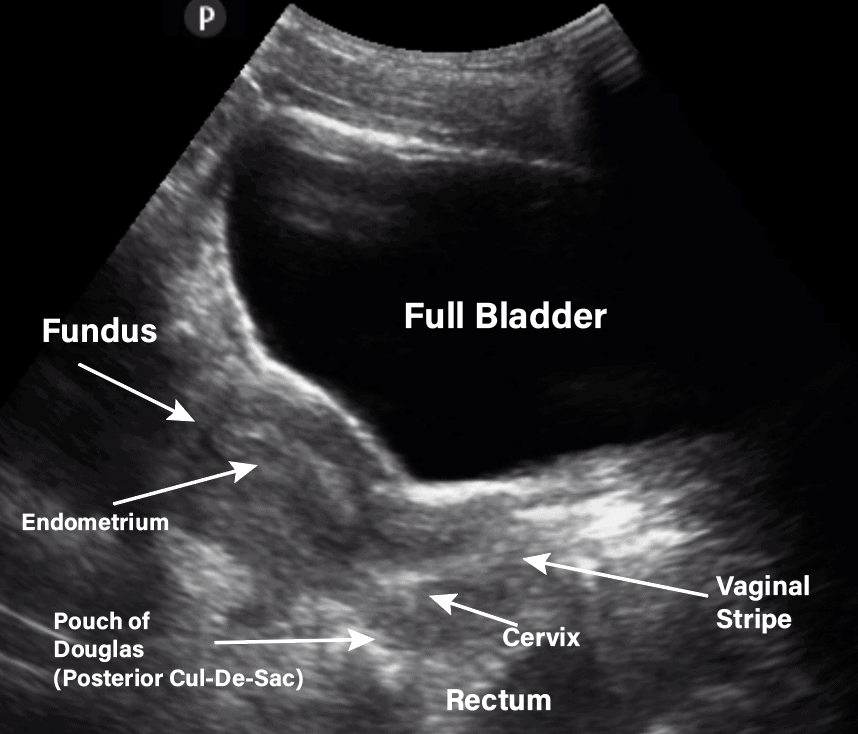 P
Full Bladder
Fundus
Endometrium
Vaginal
Stripe
Pouch of
Douglas
(Posterior Cul-De-Sac)
Cervix
Rectum